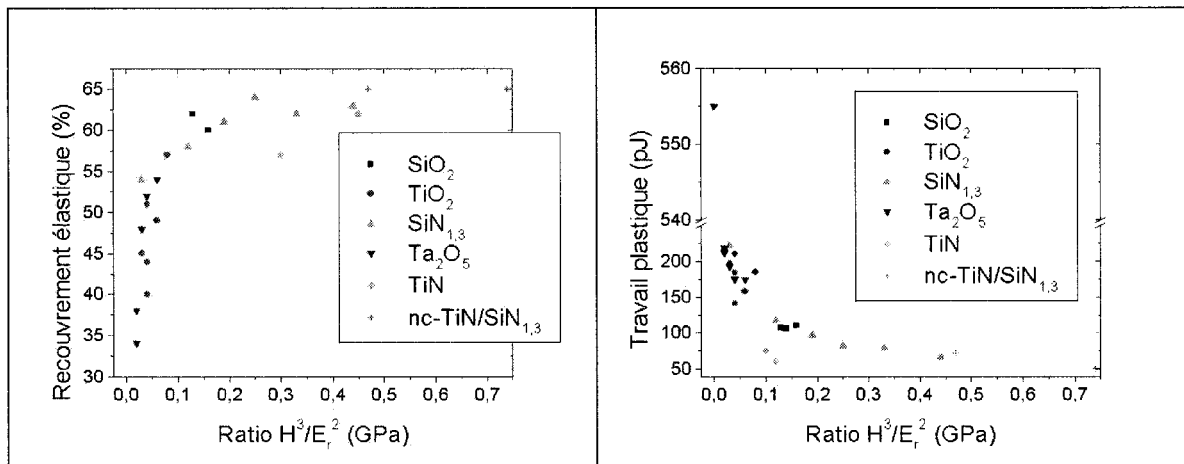 Recouvrement élastique (%)
65
60
55
50
45
40
35
30
0,0 0,1 0,2 0,3 0,4 0,5 0,6 0,7
Ratio H³/Eᵣ² (GPa)
SiO₂
TiO₂
SiN₁,₃
Ta₂O₅
TiN
nc-TiN/SiN₁,₃
Travail plastique (pJ)
560
550
540
200
150
100
50
0,0 0,1 0,2 0,3 0,4 0,5 0,6 0,7
Ratio H³/Eᵣ² (GPa)
SiO₂
TiO₂
SiN₁,₃
Ta₂O₅
TiN
nc-TiN/SiN₁,₃